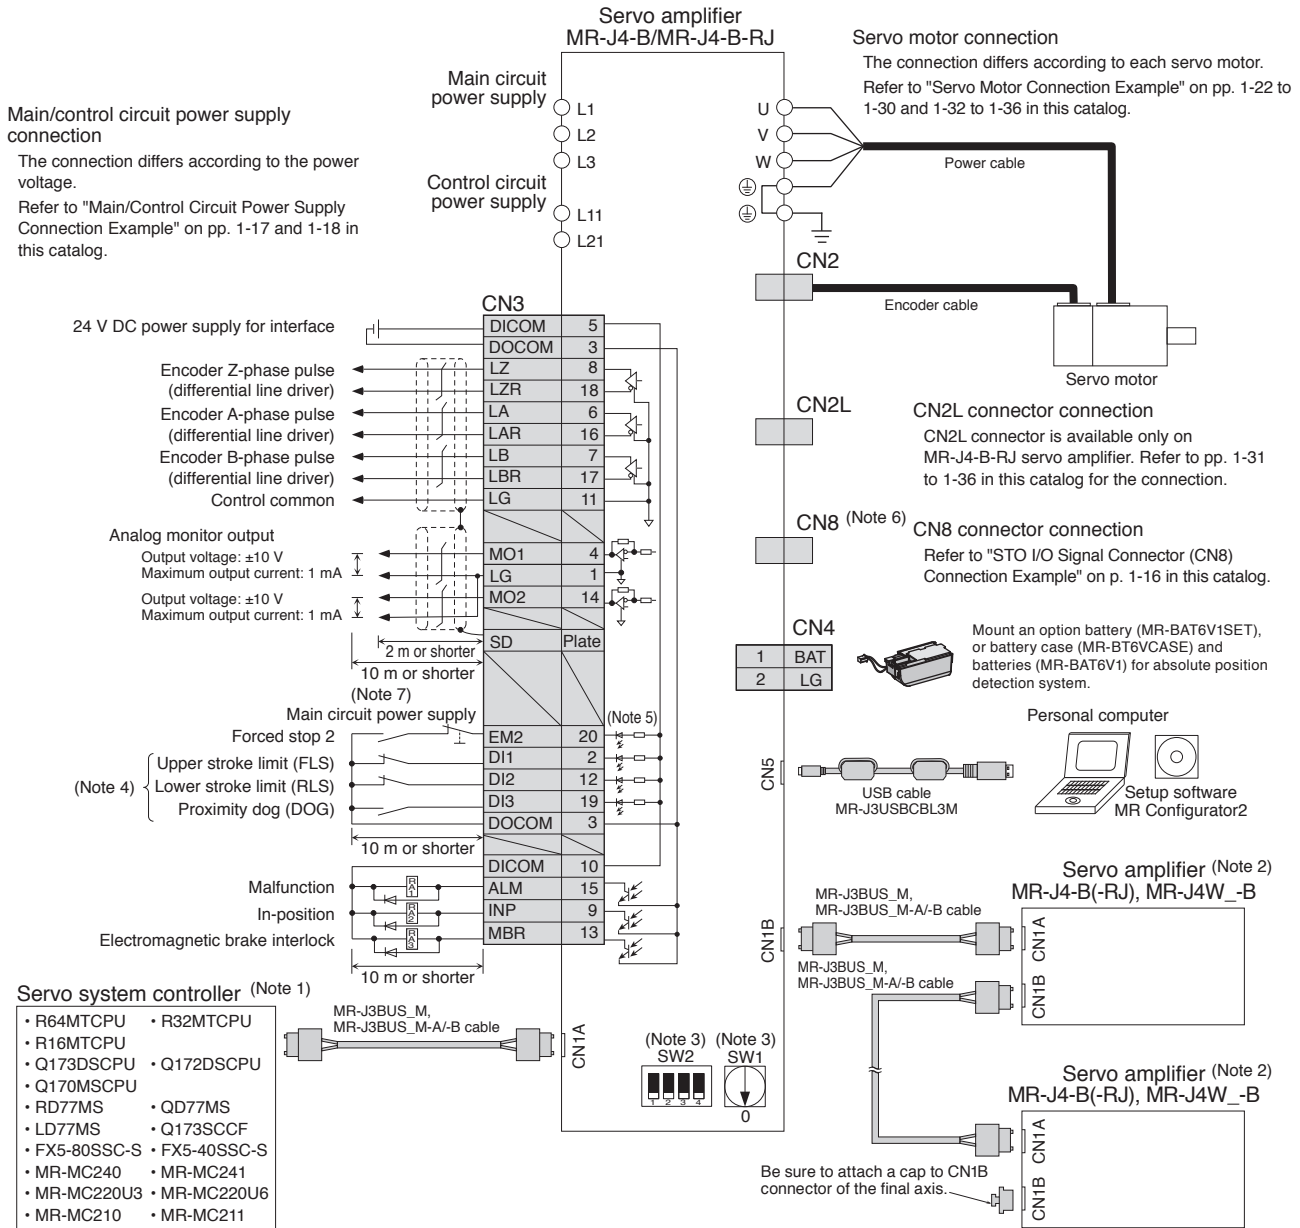 Servo amplifier
MR-J4-B/MR-J4-B-RJ
Main circuit
power supply
L1
L2
L3
Control circuit
power supply
L11
L21
U
V
W
Servo motor connection
The connection differs according to each servo motor.
Refer to "Servo Motor Connection Example" on pp. 1-22 to
1-30 and 1-32 to 1-36 in this catalog.
Power cable
Main/control circuit power supply
connection
The connection differs according to the power
voltage.
Refer to "Main/Control Circuit Power Supply
Connection Example" on pp. 1-17 and 1-18 in
this catalog.
CN2
Encoder cable
Servo motor
CN3
24 V DC power supply for interface
DICOM 5
DOCOM 3
Encoder Z-phase pulse
LZ 8
(differential line driver)
LZR 18
Encoder A-phase pulse
LA 6
(differential line driver)
LAR 16
Encoder B-phase pulse
LB 7
(differential line driver)
LBR 17
Control common
LG 11
Analog monitor output
Output voltage: ±10 V
Maximum output current: 1 mA
MO1 4
LG 1
Output voltage: ±10 V
Maximum output current: 1 mA
MO2 14
SD Plate
2 m or shorter
10 m or shorter
(Note 7)
Main circuit power supply
(Note 5)
Forced stop 2
EM2 20
(Note 4)
Upper stroke limit (FLS)
DI1 2
Lower stroke limit (RLS)
DI2 12
Proximity dog (DOG)
DI3 19
DOCOM 3
10 m or shorter
DICOM 10
Malfunction
RA1
ALM 15
In-position
RA2
INP 9
Electromagnetic brake interlock
RA3
MBR 13
10 m or shorter
CN2L
CN2L connector connection
CN2L connector is available only on
MR-J4-B-RJ servo amplifier. Refer to pp. 1-31
to 1-36 in this catalog for the connection.
CN8 (Note 6)
CN8 connector connection
Refer to "STO I/O Signal Connector (CN8)
Connection Example" on p. 1-16 in this catalog.
CN4
1 BAT
2 LG
Mount an option battery (MR-BAT6V1SET),
or battery case (MR-BT6VCASE) and
batteries (MR-BAT6V1) for absolute position
detection system.
CN5
USB cable
MR-J3USBCBL3M
Personal computer
Setup software
MR Configurator2
Servo amplifier (Note 2)
MR-J4-B(-RJ), MR-J4W_-B
CN1B
MR-J3BUS_M,
MR-J3BUS_M-A/-B cable
CN1A
MR-J3BUS_M,
MR-J3BUS_M-A/-B cable
CN1B
Servo amplifier (Note 2)
MR-J4-B(-RJ), MR-J4W_-B
CN1A
CN1B
Be sure to attach a cap to CN1B
connector of the final axis.
Servo system controller (Note 1)
• R64MTCPU • R32MTCPU
• R16MTCPU
• Q173DSCPU • Q172DSCPU
• Q170MSCPU
• RD77MS • QD77MS
• LD77MS • Q173SCCF
• FX5-80SSC-S • FX5-40SSC-S
• MR-MC240 • MR-MC241
• MR-MC220U3 • MR-MC220U6
• MR-MC210 • MR-MC211
MR-J3BUS_M,
MR-J3BUS_M-A/-B cable
CN1A
(Note 3) (Note 3)
SW2 SW1
1 2 3 4
0